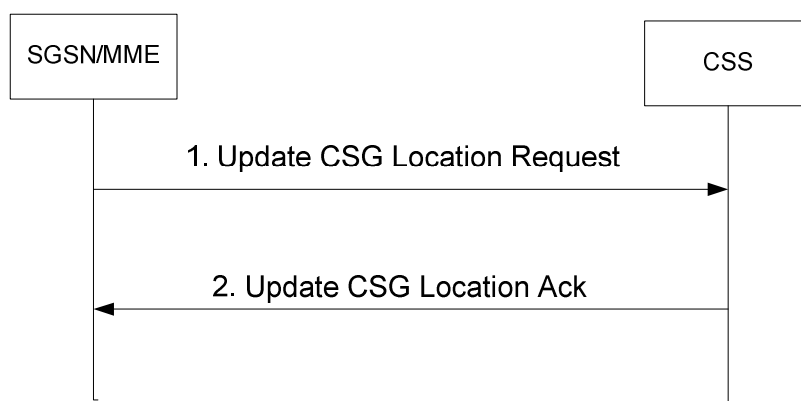 SGSN/MME
CSS
1. Update CSG Location Request
2. Update CSG Location Ack